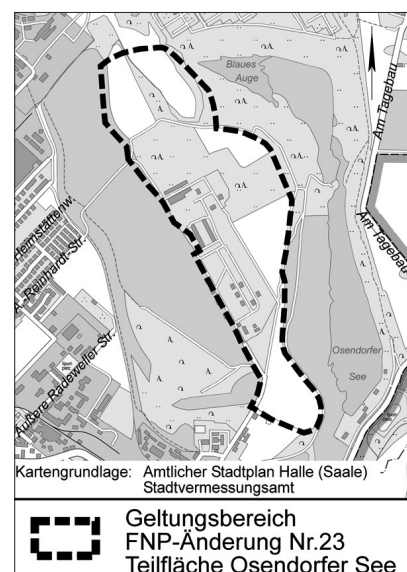 Blaues
Auge
Am Tagebau
Am Tagebau
Heimstättenw.
A.-Reinhardt-Str.
Äußere Radeweller Str.
Osendorfer
See
Kartengrundlage: Amtlicher Stadtplan Halle (Saale)
Stadtvermessungsamt
Geltungsbereich
FNP-Änderung Nr.23
Teilfläche Osendorfer See